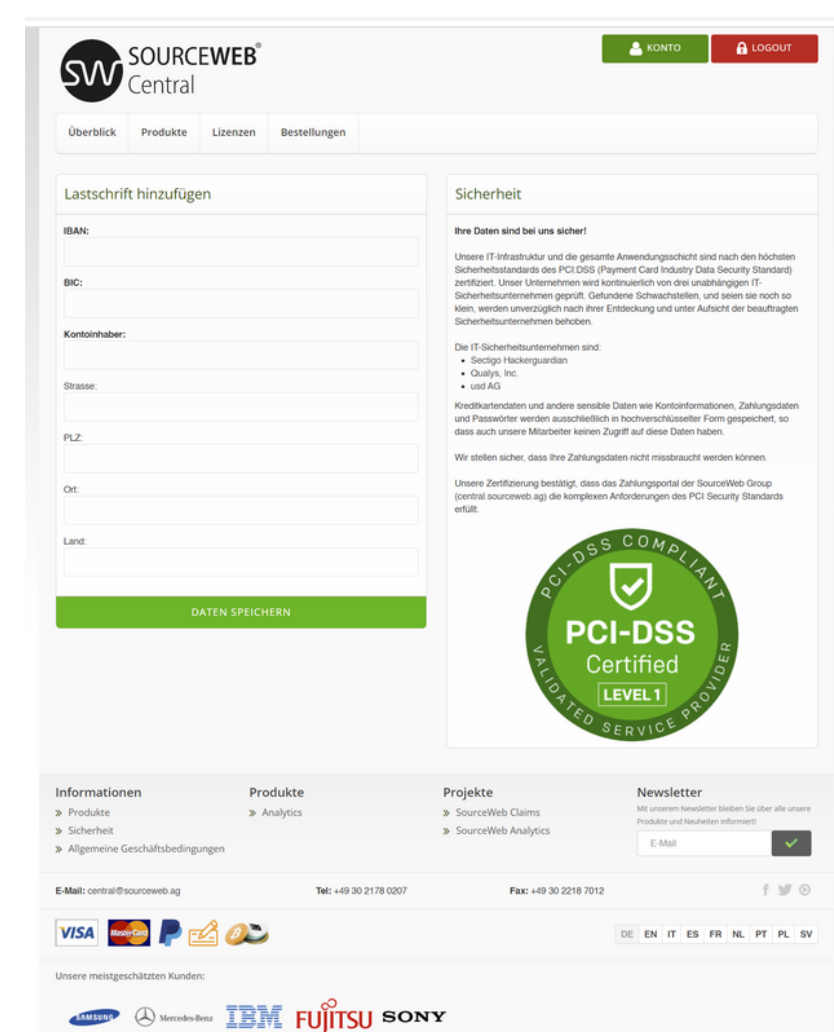 SW SOURCEWEB®
Central
KONTO
LOGOUT
Überblick Produkte Lizenzen Bestellungen
Lastschrift hinzufügen
IBAN:
BIC:
Kontoinhaber:
Strasse:
PLZ:
Ort:
Land:
DATEN SPEICHERN
Sicherheit
Ihre Daten sind bei uns sicher!
Unsere IT-Infrastruktur und die gesamte Anwendungsschicht sind nach den höchsten
Sicherheitsstandards des PCI:DSS (Payment Card Industry Data Security Standard)
zertifiziert. Unser Unternehmen wird kontinuierlich von drei unabhängigen IT-
Sicherheitsunternehmen geprüft. Gefundene Schwachstellen, und seien sie noch so
klein, werden unverzüglich nach ihrer Entdeckung und unter Aufsicht der beauftragten
Sicherheitsunternehmen behoben.
Die IT-Sicherheitsunternehmen sind:
• Sectigo Hackerguardian
• Qualys, Inc.
• usd AG
Kreditkartendaten und andere sensible Daten wie Kontoinformationen, Zahlungsdaten
und Passwörter werden ausschließlich in hochverschlüsselter Form gespeichert, so
dass auch unsere Mitarbeiter keinen Zugriff auf diese Daten haben.
Wir stellen sicher, dass Ihre Zahlungsdaten nicht missbraucht werden können.
Unsere Zertifizierung bestätigt, dass das Zahlungsportal der SourceWeb Group
(central.sourceweb.ag) die komplexen Anforderungen des PCI Security Standards
erfüllt.
PCI-DSS COMPLIANT
PCI-DSS
Certified
LEVEL 1
VALIDATED SERVICE PROVIDER
Informationen
» Produkte
» Sicherheit
» Allgemeine Geschäftsbedingungen
Produkte
» Analytics
Projekte
» SourceWeb Claims
» SourceWeb Analytics
Newsletter
Mit unserem Newsletter bleiben Sie über alle unsere
Produkte und Neuheiten informiert!
E-Mail
E-Mail: central@sourceweb.ag Tel: +49 30 2178 0207 Fax: +49 30 2218 7012
VISA MasterCard
DE EN IT ES FR NL PT PL SV
Unsere meistgeschätzten Kunden:
SAMSUNG Mercedes-Benz IBM FUJITSU SONY